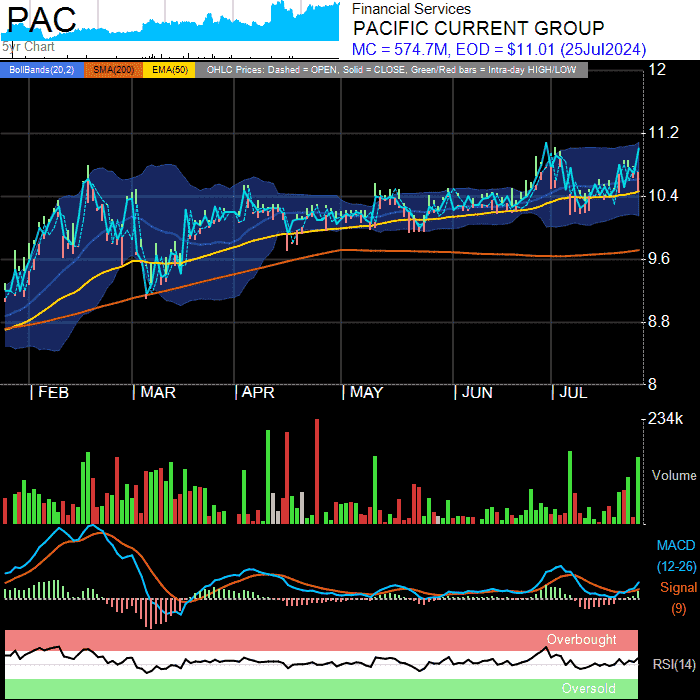 PAC
5yr Chart
Financial Services
PACIFIC CURRENT GROUP
MC = 574.7M, EOD = $11.01 (25Jul2024)
BollBands(20,2) SMA(200) EMA(50) OHLC Prices: Dashed = OPEN, Solid = CLOSE, Green/Red bars = Intra-day HIGH/LOW
12
11.2
10.4
9.6
8.8
8
FEB MAR APR MAY JUN JUL
234k
Volume
MACD
(12-26)
Signal
(9)
Overbought
RSI(14)
Oversold